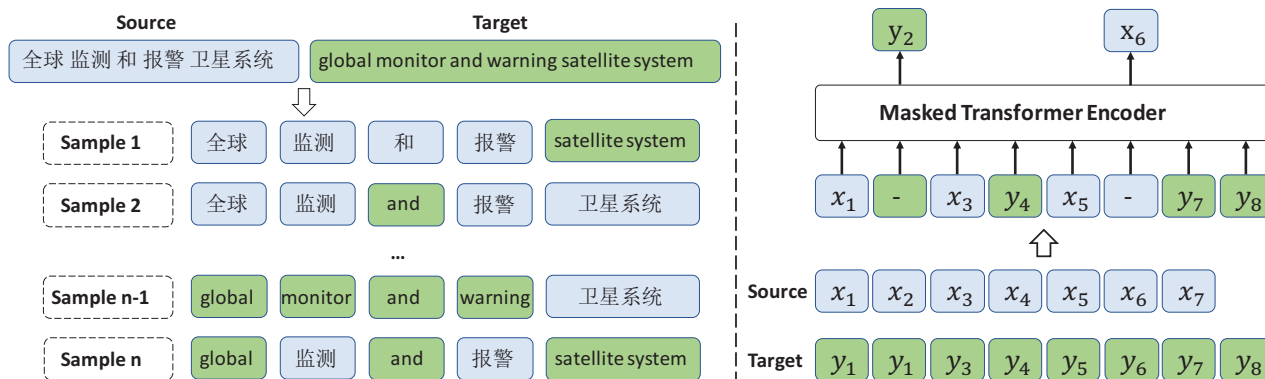 Source Target
全球 监测 和 报警 卫星系统 global monitor and warning satellite system
Sample 1 全球 监测 和 报警 satellite system
Sample 2 全球 监测 and 报警 卫星系统
...
Sample n-1 global monitor and warning 卫星系统
Sample n global 监测 and 报警 satellite system
y₂ x₆
Masked Transformer Encoder
x₁ - x₃ y₄ x₅ - y₇ y₈
Source x₁ x₂ x₃ x₄ x₅ x₆ x₇
Target y₁ y₁ y₃ y₄ y₅ y₆ y₇ y₈